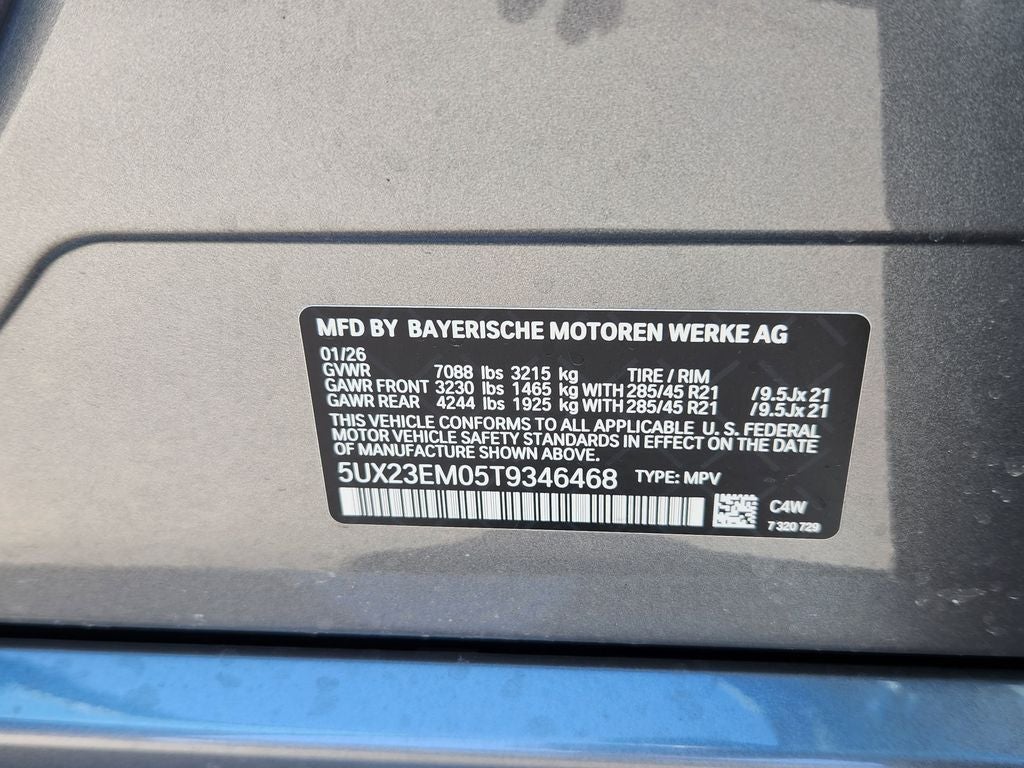 MFD BY BAYERISCHE MOTOREN WERKE AG
01/26
GVWR 7088 lbs 3215 kg TIRE / RIM
GAWR FRONT 3230 lbs 1465 kg WITH 285/45 R21 /9.5Jx21
GAWR REAR 4244 lbs 1925 kg WITH 285/45 R21 /9.5Jx21
THIS VEHICLE CONFORMS TO ALL APPLICABLE U. S. FEDERAL
MOTOR VEHICLE SAFETY STANDARDS IN EFFECT ON THE DATE
OF MANUFACTURE SHOWN ABOVE.
5UX23EM05T9346468 TYPE: MPV
C4W
7 320 729